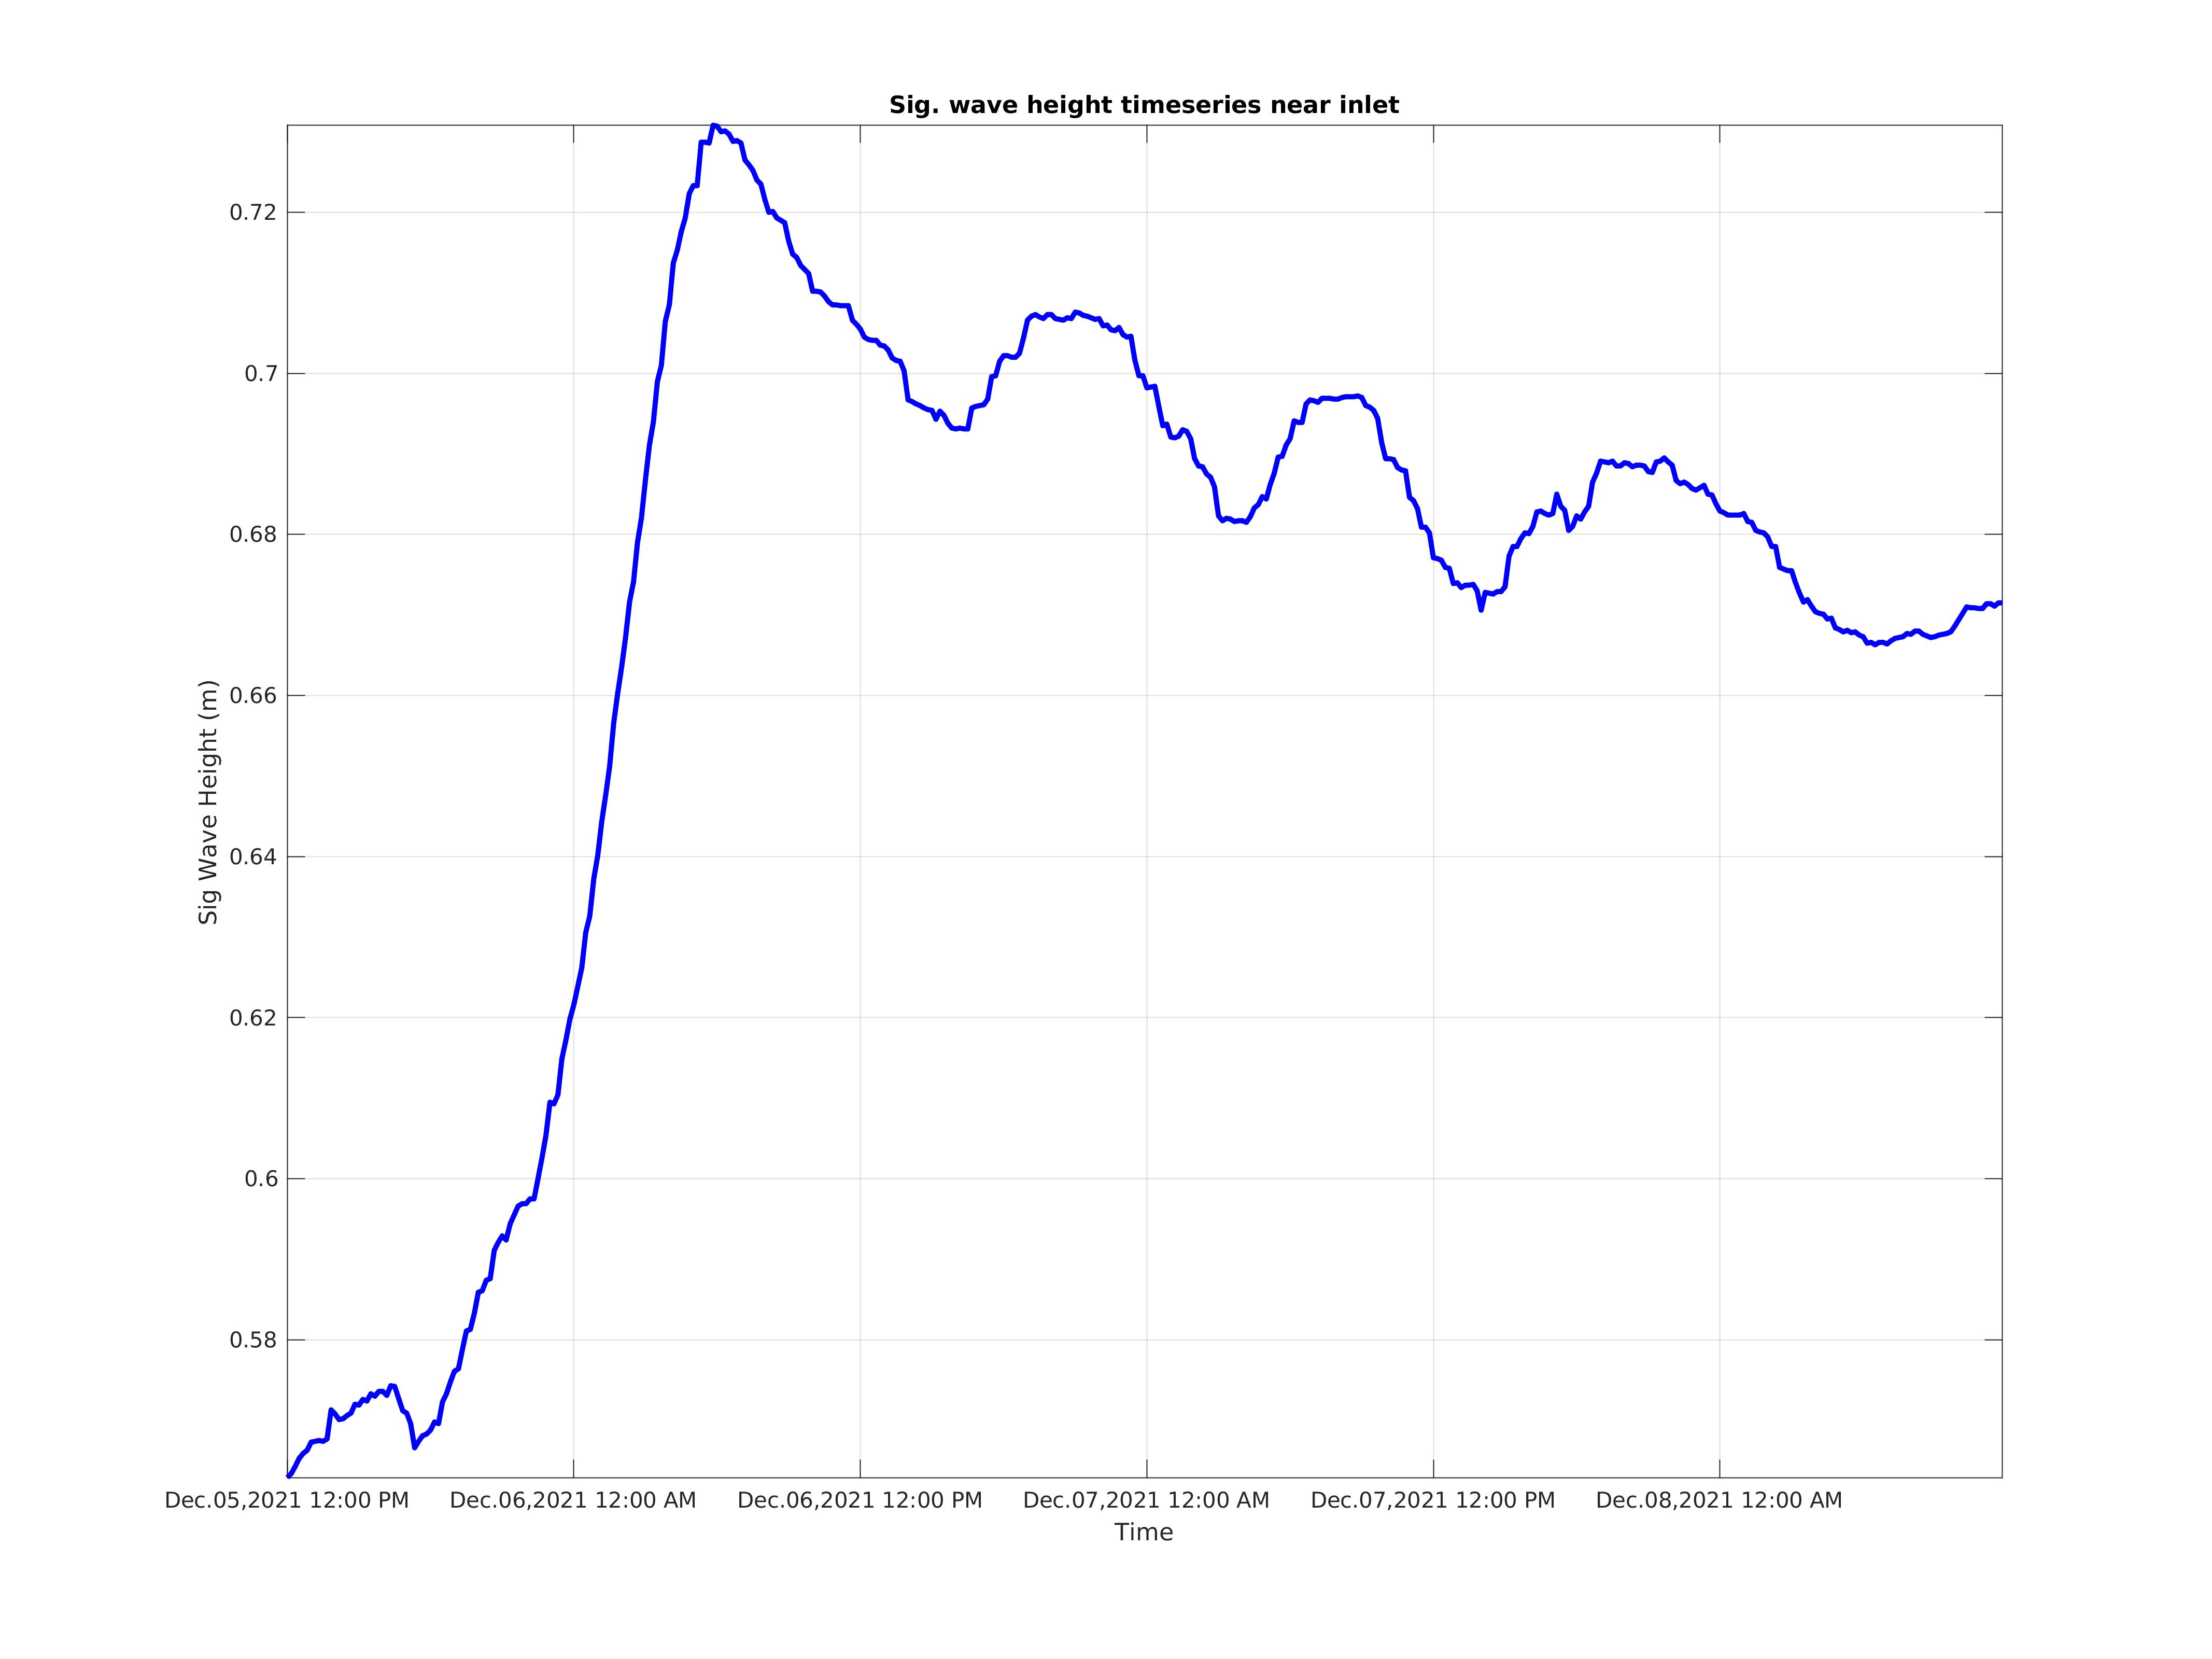 Sig. wave height timeseries near inlet
0.72
0.7
0.68
0.66
0.64
0.62
0.6
0.58
Sig Wave Height (m)
Dec.05,2021 12:00 PM
Dec.06,2021 12:00 AM
Dec.06,2021 12:00 PM
Dec.07,2021 12:00 AM
Dec.07,2021 12:00 PM
Dec.08,2021 12:00 AM
Time